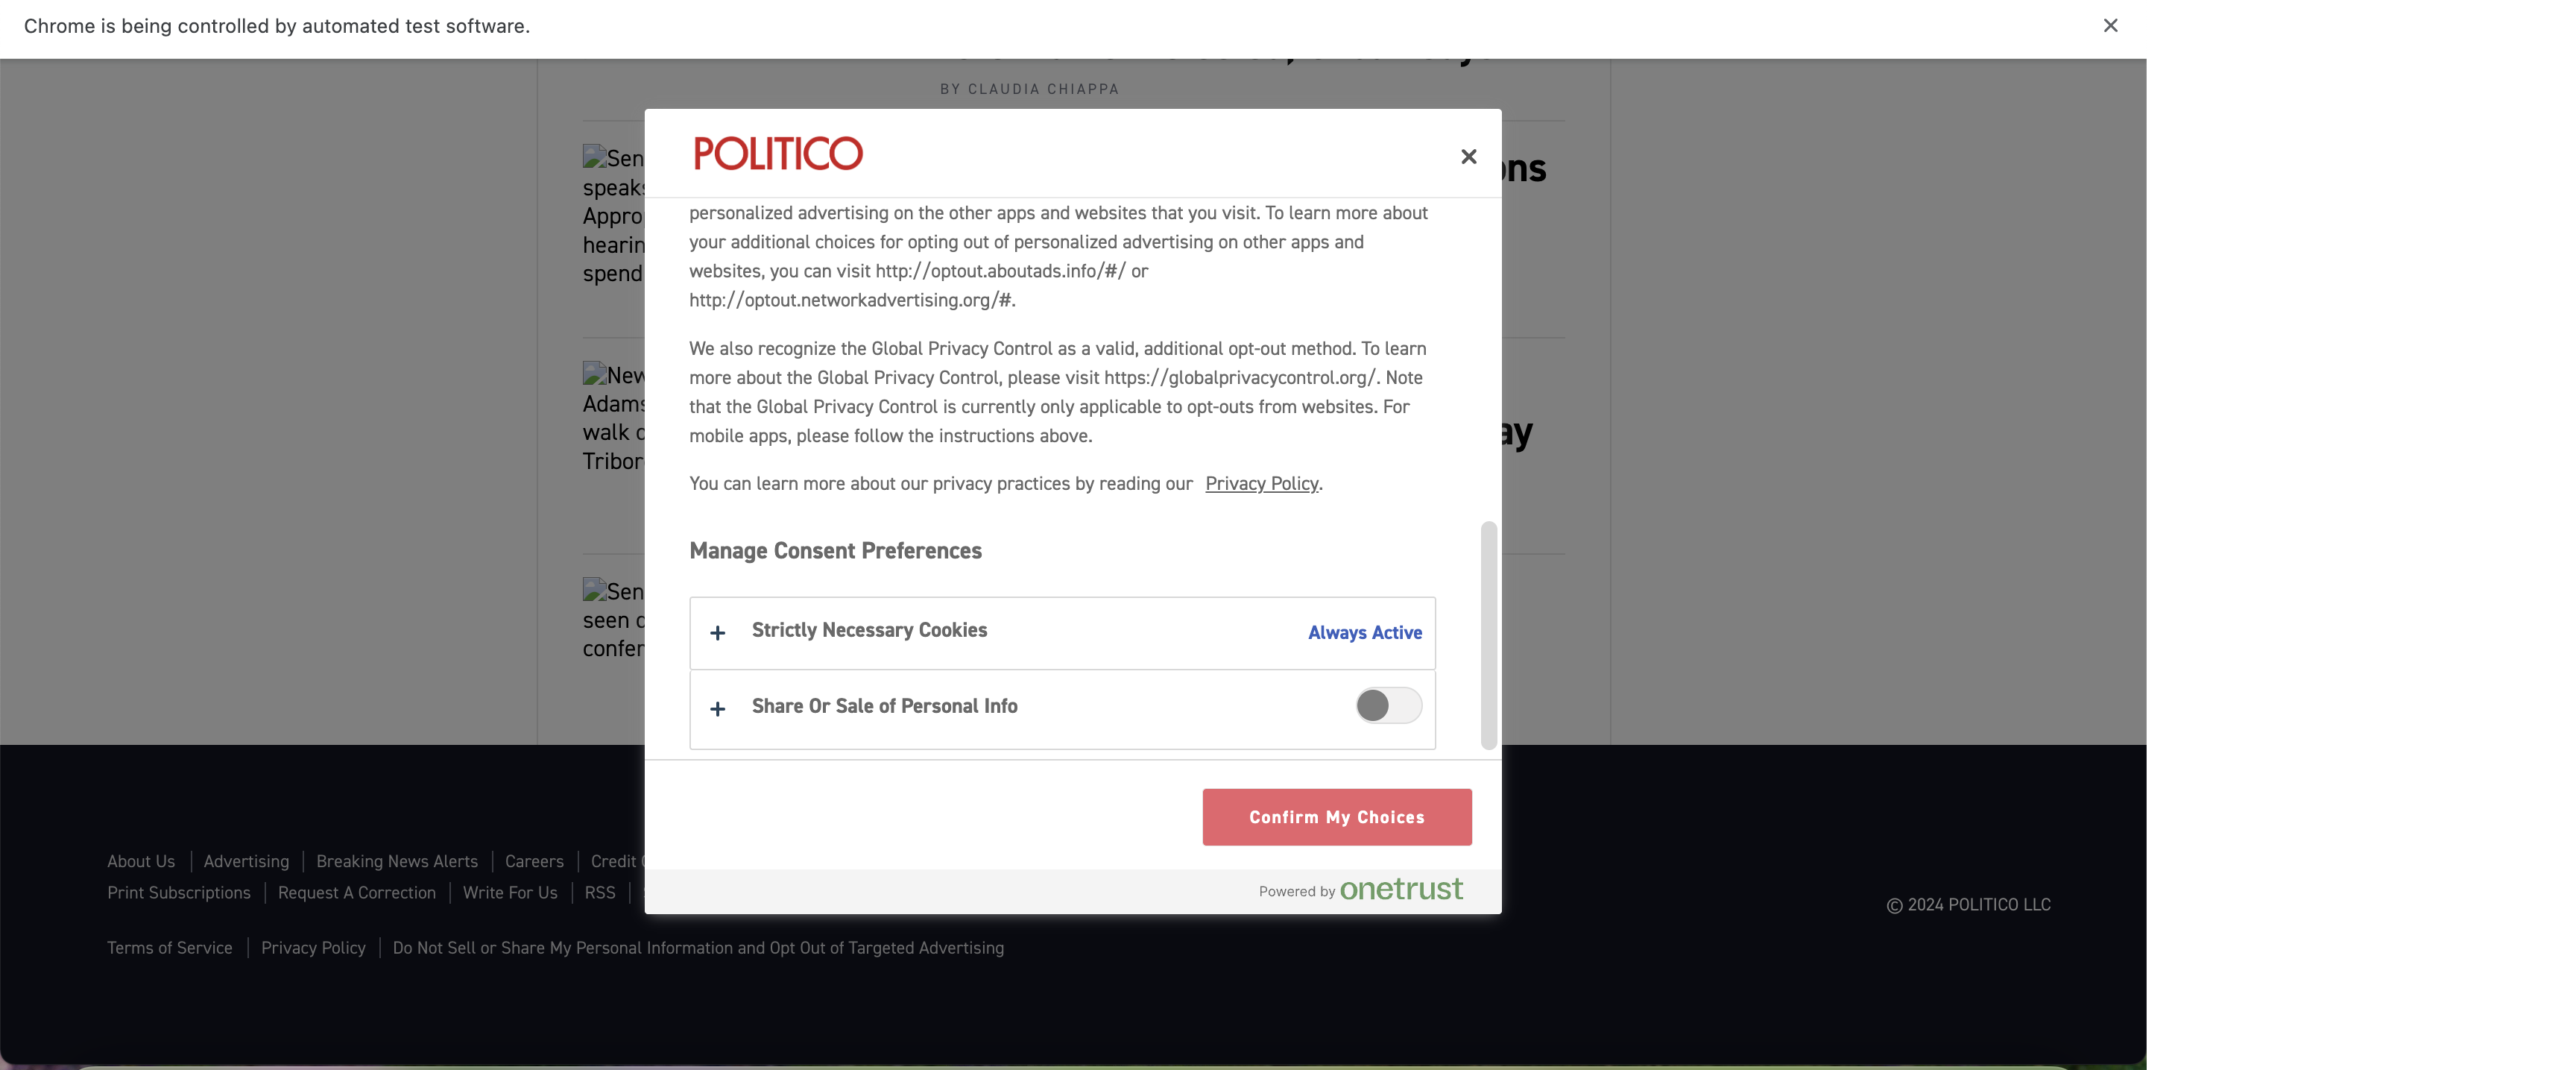 Chrome is being controlled by automated test software.
BY CLAUDIA CHIAPPA
POLITICO
personalized advertising on the other apps and websites that you visit. To learn more about
your additional choices for opting out of personalized advertising on other apps and
websites, you can visit http://optout.aboutads.info/#/ or
http://optout.networkadvertising.org/#.
We also recognize the Global Privacy Control as a valid, additional opt-out method. To learn
more about the Global Privacy Control, please visit https://globalprivacycontrol.org/. Note
that the Global Privacy Control is currently only applicable to opt-outs from websites. For
mobile apps, please follow the instructions above.
You can learn more about our privacy practices by reading our Privacy Policy.
Manage Consent Preferences
Strictly Necessary Cookies
Always Active
Share Or Sale of Personal Info
Confirm My Choices
Powered by onetrust
Sen
speaks
Appro
hearin
spend
ons
New
Adams
walk
Tribor
ay
Sen
seen
confer
About Us | Advertising | Breaking News Alerts | Careers | Credit
Print Subscriptions | Request A Correction | Write For Us | RSS |
© 2024 POLITICO LLC
Terms of Service | Privacy Policy | Do Not Sell or Share My Personal Information and Opt Out of Targeted Advertising